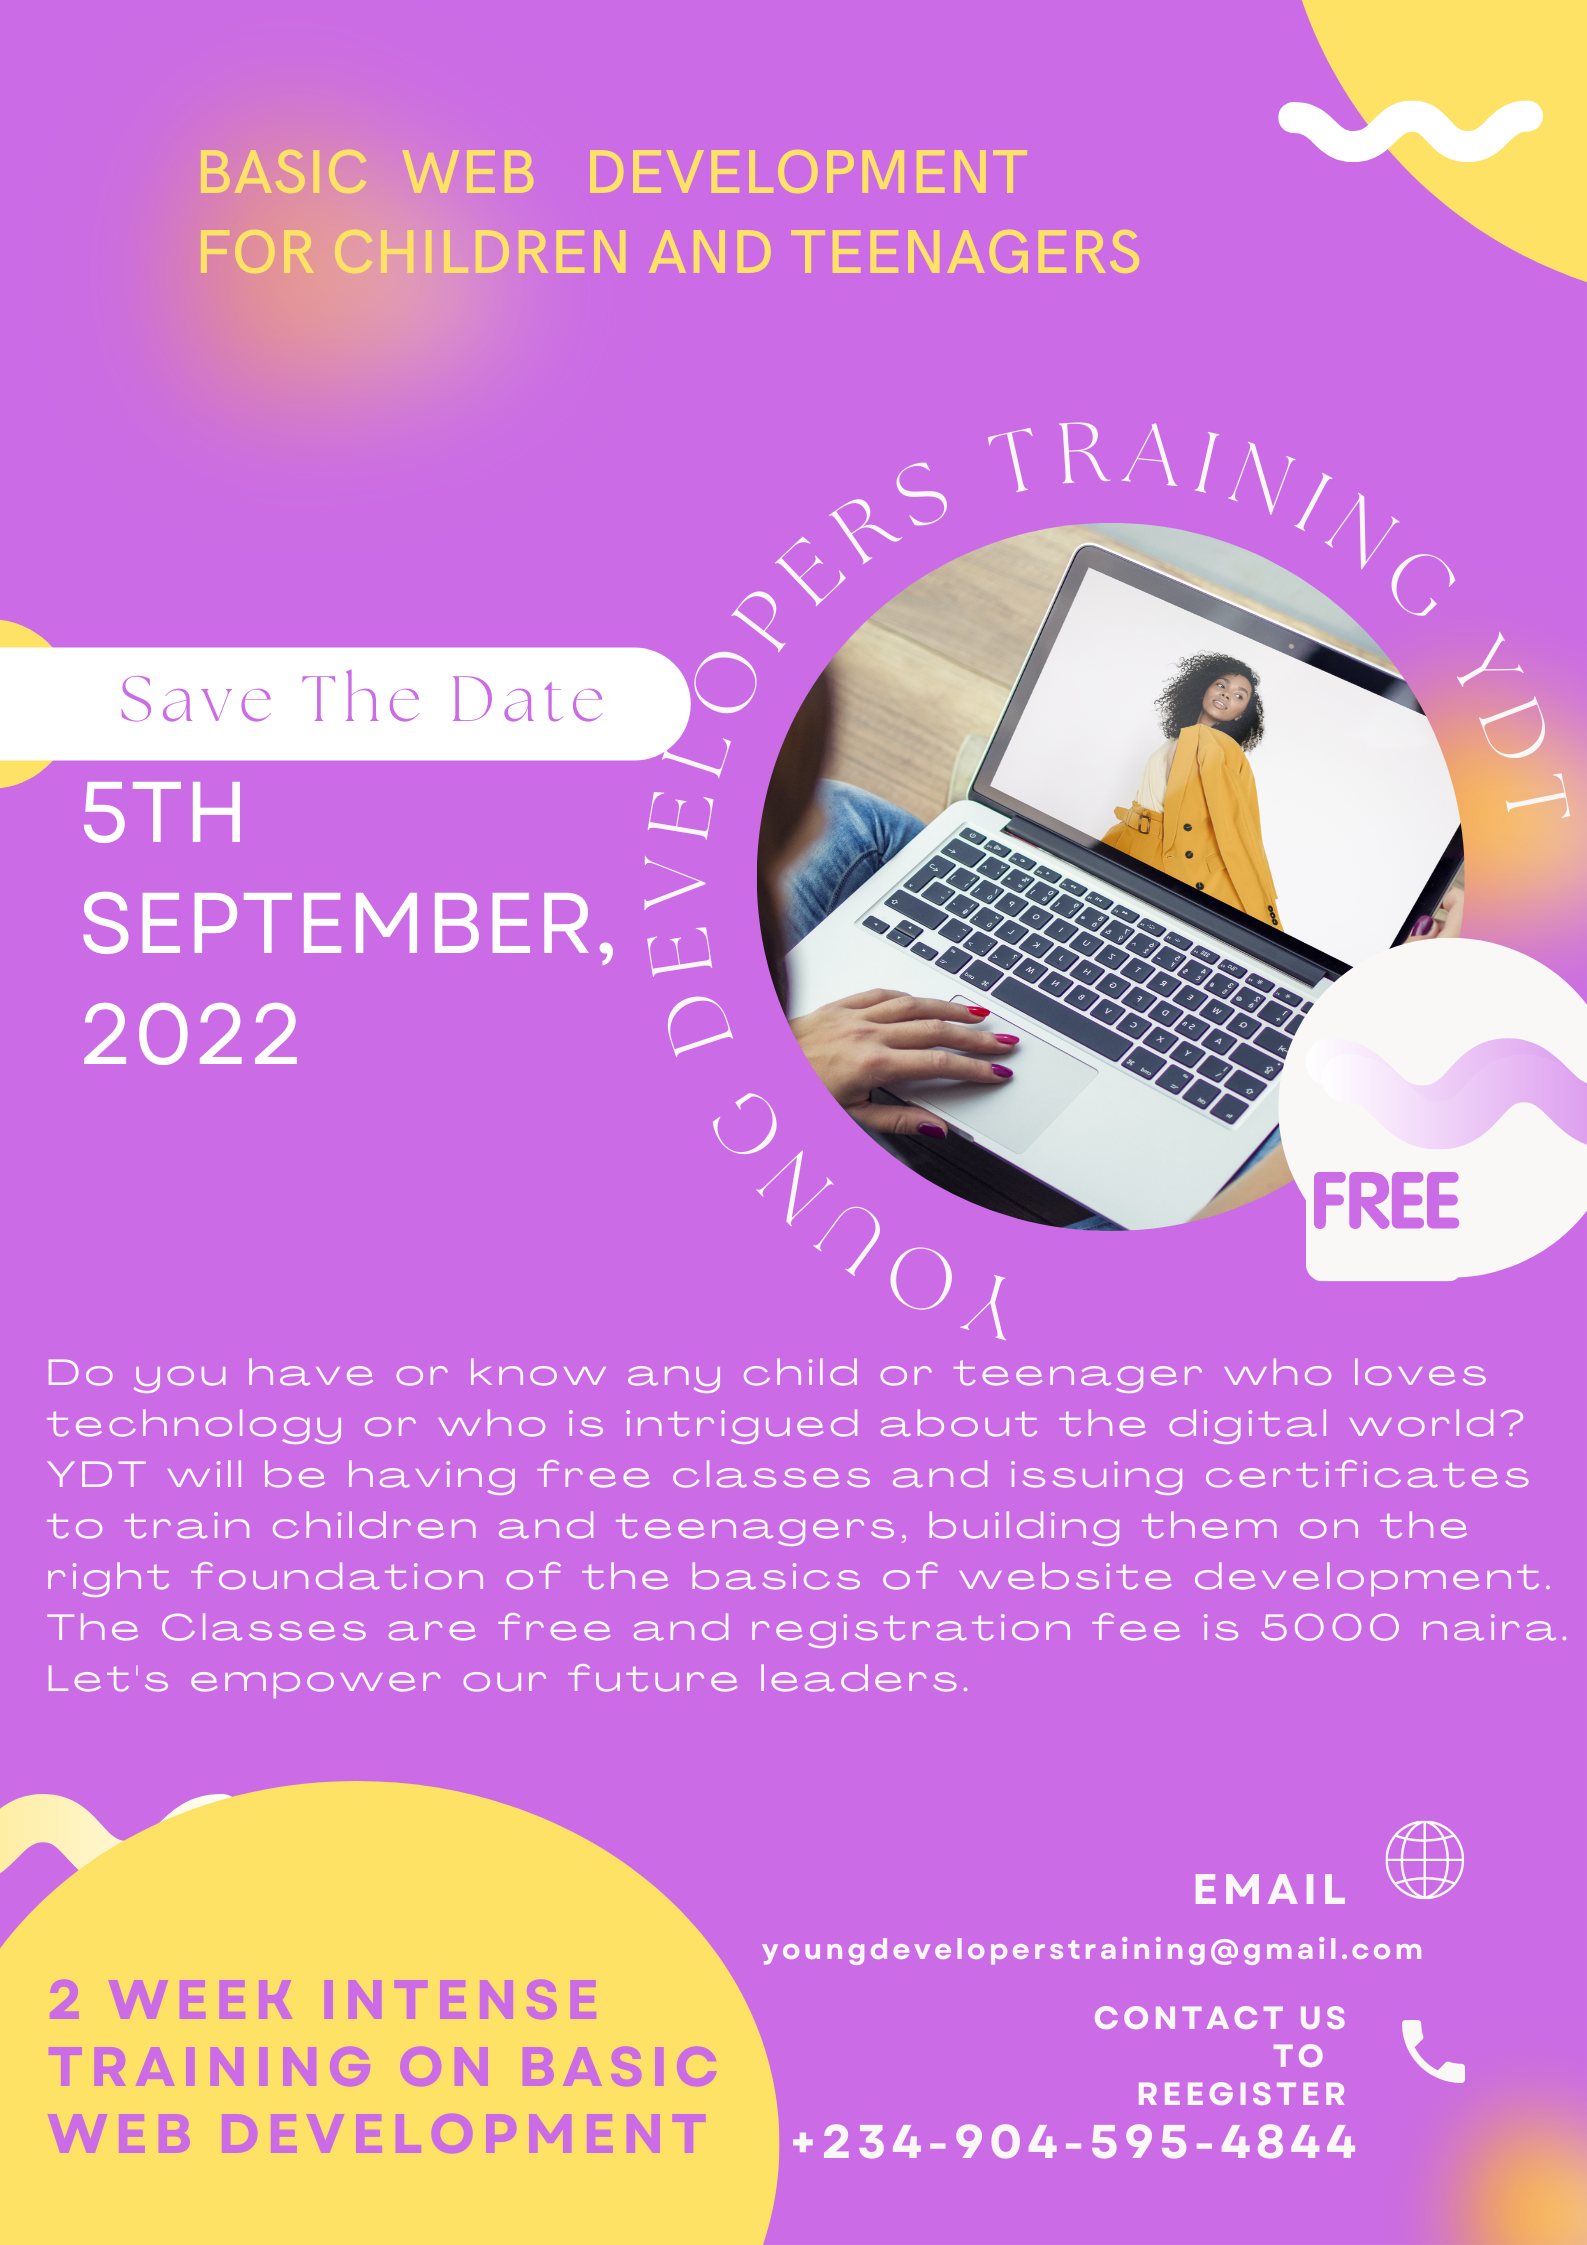 BASIC WEB DEVELOPMENT
FOR CHILDREN AND TEENAGERS
YOUNG DEVELOPERS TRAINING YDT
Save The Date
5TH
SEPTEMBER,
2022
FREE
Do you have or know any child or teenager who loves
technology or who is intrigued about the digital world?
YDT will be having free classes and issuing certificates
to train children and teenagers, building them on the
right foundation of the basics of website development.
The Classes are free and registration fee is 5000 naira.
Let's empower our future leaders.
2 WEEK INTENSE
TRAINING ON BASIC
WEB DEVELOPMENT
EMAIL
youngdeveloperstraining@gmail.com
CONTACT US
TO
REEGISTER
+234-904-595-4844